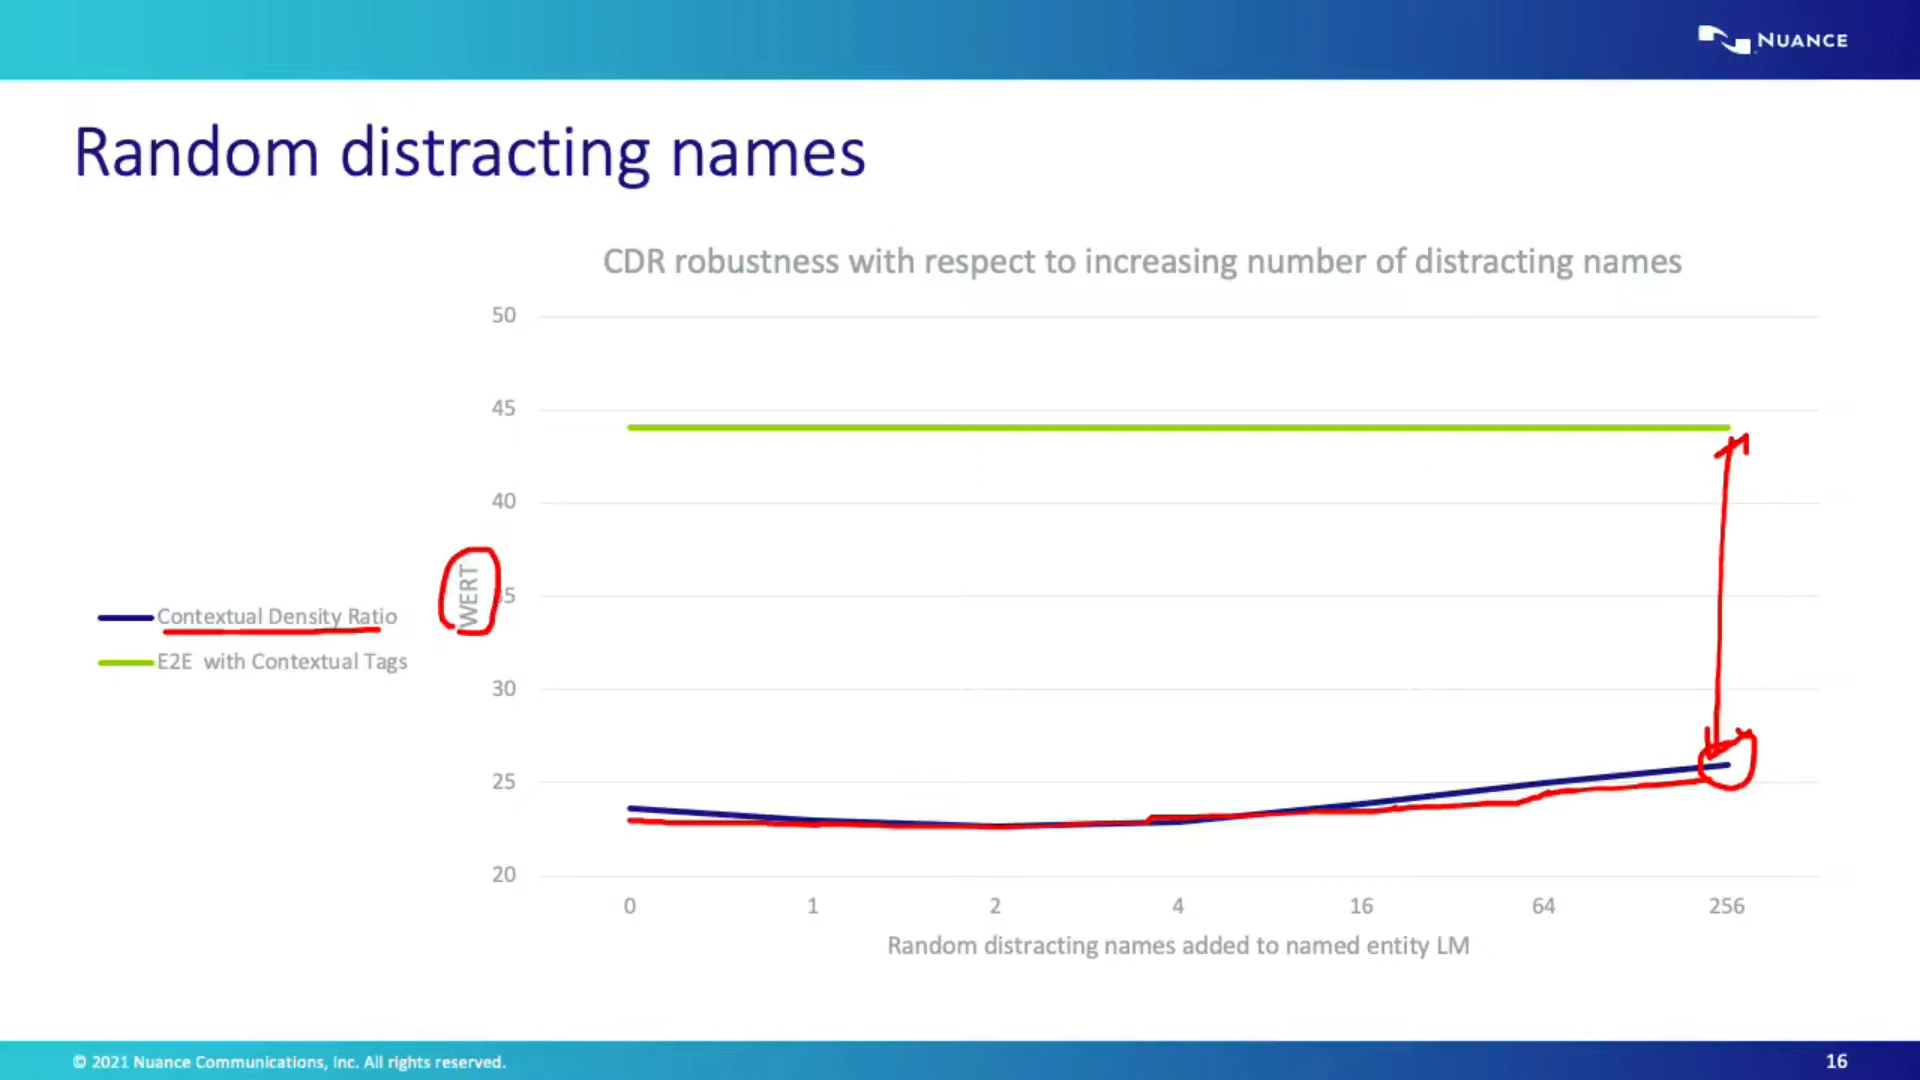 NUANCE
Random distracting names
CDR robustness with respect to increasing number of distracting names
50
45
40
5
30
25
20
WERT
Contextual Density Ratio
E2E with Contextual Tags
0 1 2 4 16 64 256
Random distracting names added to named entity LM
© 2021 Nuance Communications, Inc. All rights reserved.
16